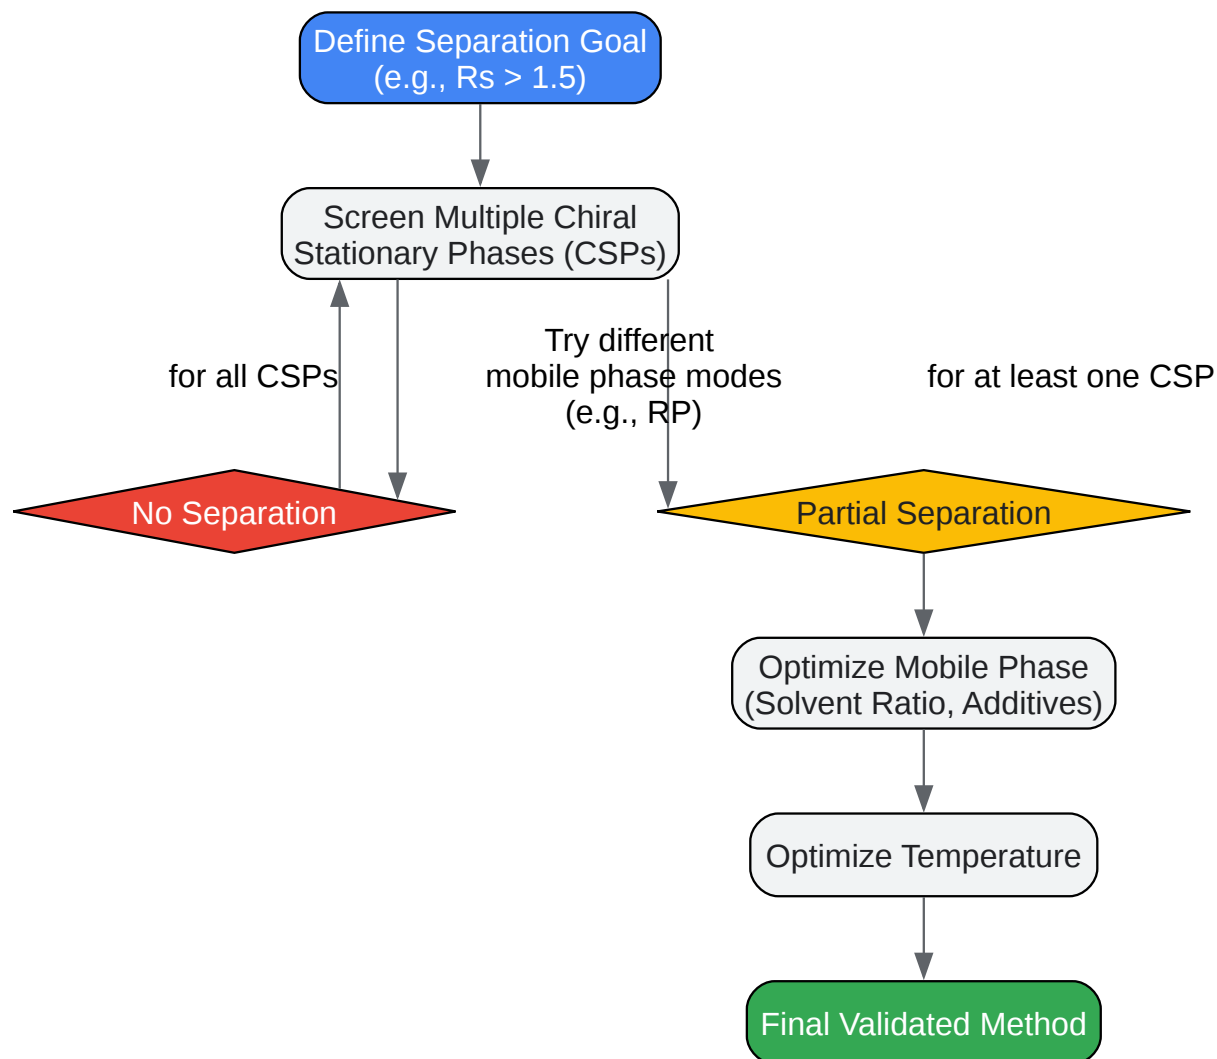 Define Separation Goal
(e.g., Rs > 1.5)
Screen Multiple Chiral
Stationary Phases (CSPs)
for all CSPs
Try different
mobile phase modes
(e.g., RP)
for at least one CSP
No Separation
Partial Separation
Optimize Mobile Phase
(Solvent Ratio, Additives)
Optimize Temperature
Final Validated Method